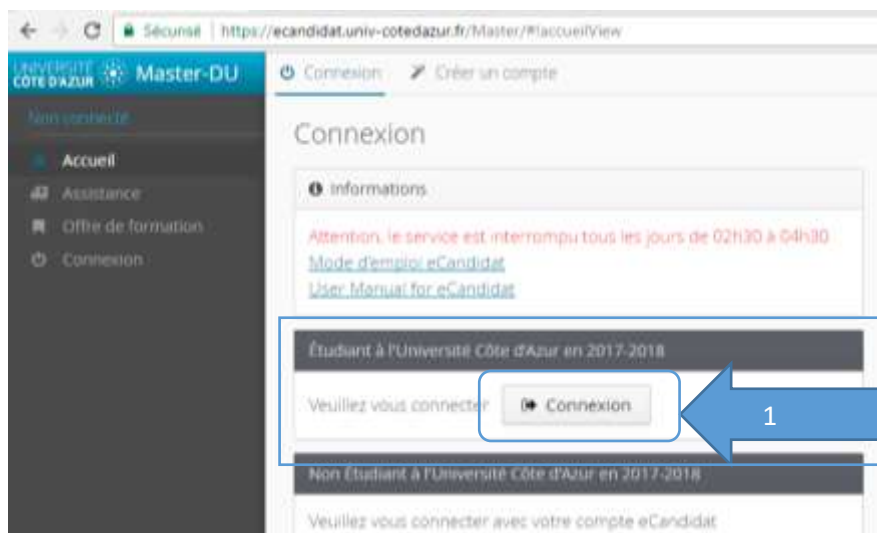 Sécurisé | https://ecandidat.univ-cotedazur.fr/Master/#!accueilView
UNIVERSITÉ CÔTE D'AZUR Master-DU
Connexion Créer un compte
Non connecté
Accueil
Assistance
Offre de formation
Connexion
Connexion
Informations
Attention, le service est interrompu tous les jours de 02h30 à 04h30
Mode d'emploi eCandidat
User Manual for eCandidat
Étudiant à l'Université Côte d'Azur en 2017-2018
Veuillez vous connecter Connexion
1
Non Étudiant à l'Université Côte d'Azur en 2017-2018
Veuillez vous connecter avec votre compte eCandidat